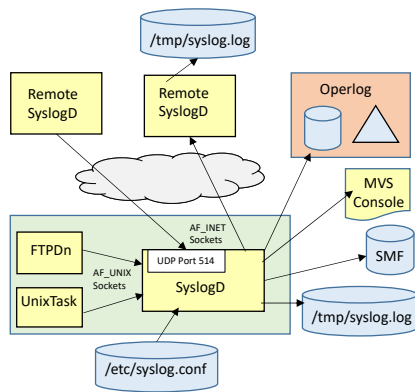 /tmp/syslog.log
Remote
SyslogD
Remote
SyslogD
Operlog
MVS
Console
AF_INET
Sockets
FTPDn
UDP Port 514
AF_UNIX
Sockets
SyslogD
SMF
UnixTask
/tmp/syslog.log
/etc/syslog.conf